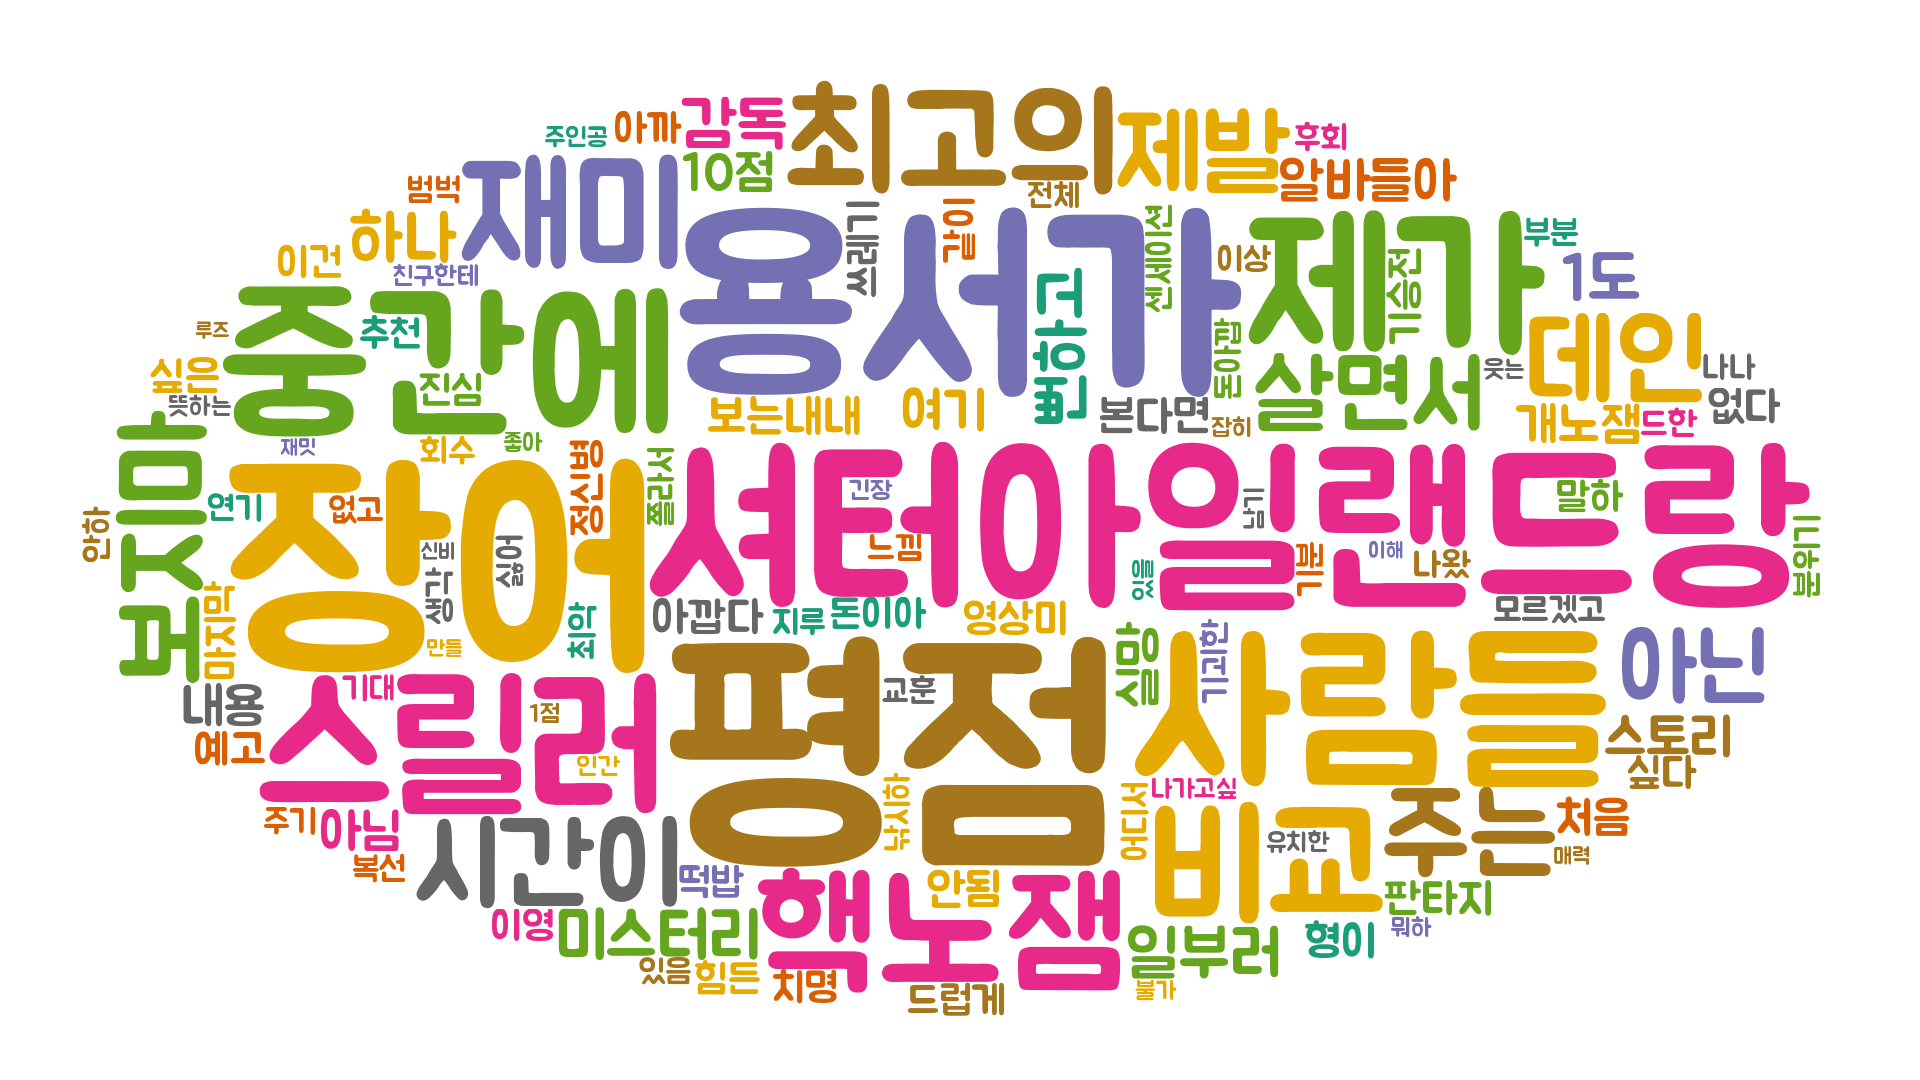 최고의
제발
후회
알바들아
감독
아까
주인공
10점
전체
재미
범벅
하나
이건
친구한테
용서가
쓰레기
같이
센세이션
이상
제가
기승전
부분
1도
중간에
추천
루즈
싶은
뜻하는
진심
뻔하고
돈아깝
살면서
웃는
데인
나나
없다
개노잼
드한
보는내내
여기
본다면
잡히
보지마
재밋
회수
좋아
정신병
쫄라서
장어
셔터아일랜드랑
긴장
남기
말하
분위기
안하
연기
없고
신비
싫어
생각
느낌
있을
기분
이해
나왔
모르겠고
마지막
만들
최악
아깝다
지루
돈이아
영상미
실망
기괴한
사람들
아닌
내용
예고
기대
스릴러
1점
인간
평점
교훈
낚시하
스토리
싶다
주기
아님
복선
시간이
떡밥
어디서
나가고싶
비교
유치한
주는
처음
매력
판타지
뭐하
핵노잼
안됨
이영
미스터리
일부러
형이
있음
힘든
치명
드럽게
불가